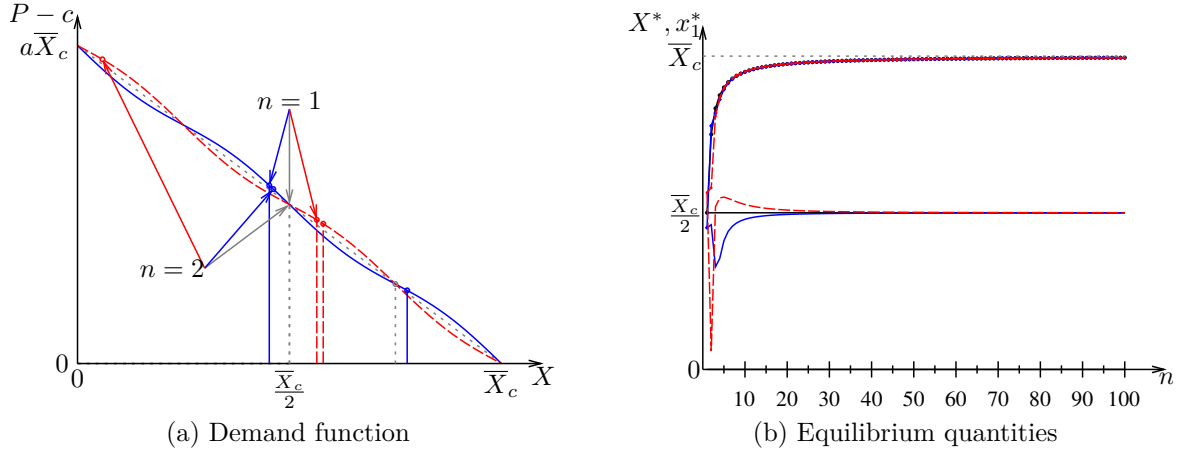 P − c
aX̅_c
n = 1
n = 2
0
0
X̅_c/2
X̅_c
X
(a) Demand function
X*, x₁*
X̅_c
X̅_c/2
0
10 20 30 40 50 60 70 80 90 100
n
(b) Equilibrium quantities